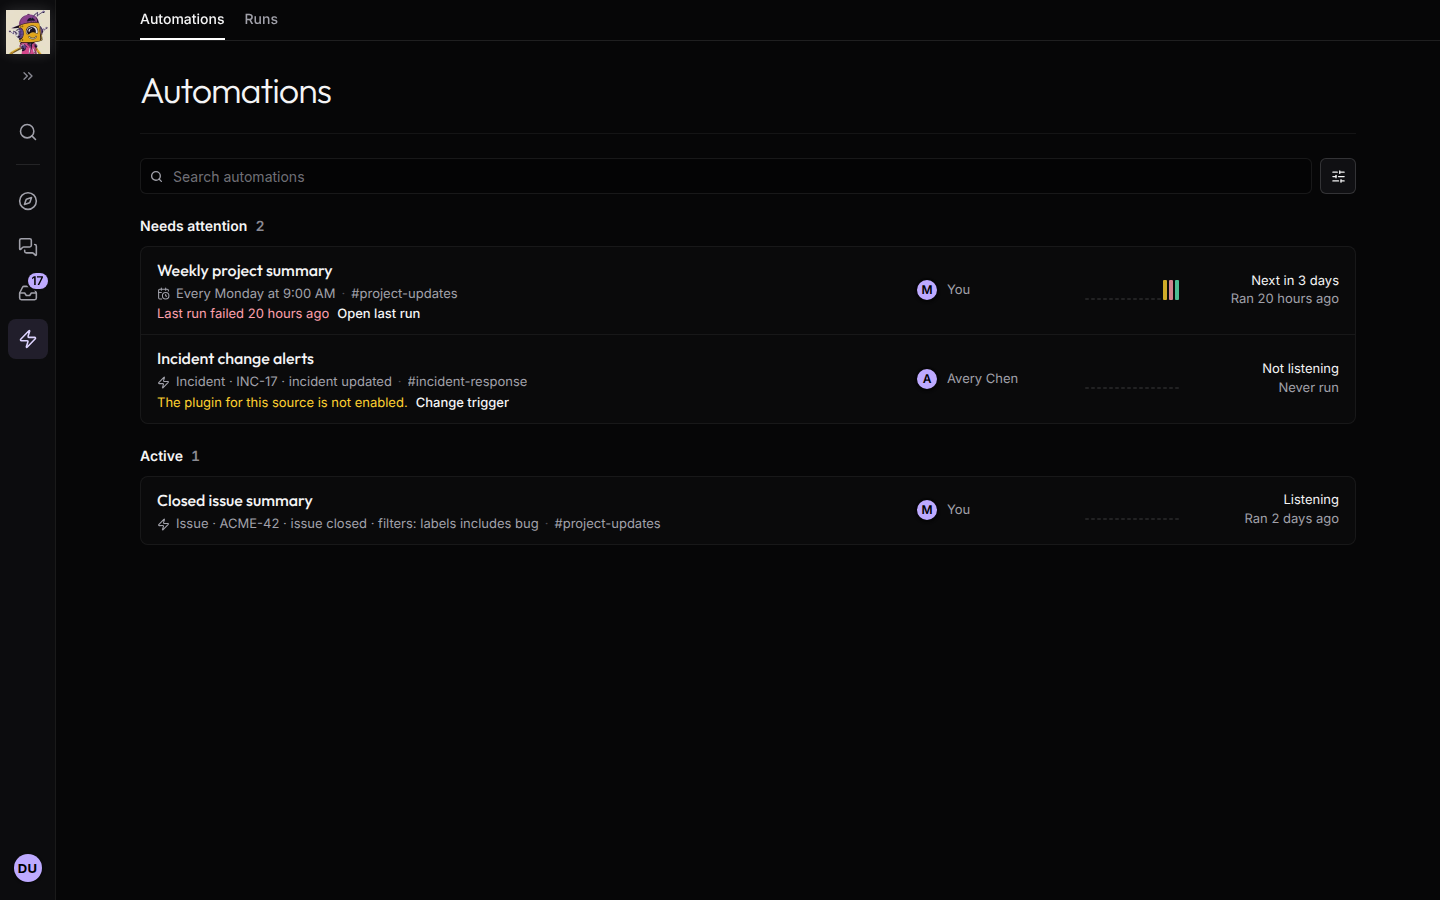 Automations Runs
Automations
Search automations
Needs attention 2
Weekly project summary
Every Monday at 9:00 AM · #project-updates
Last run failed 20 hours ago Open last run
M You
Next in 3 days
Ran 20 hours ago
Incident change alerts
Incident · INC-17 · incident updated · #incident-response
The plugin for this source is not enabled. Change trigger
A Avery Chen
Not listening
Never run
Active 1
Closed issue summary
Issue · ACME-42 · issue closed · filters: labels includes bug · #project-updates
M You
Listening
Ran 2 days ago
17
DU